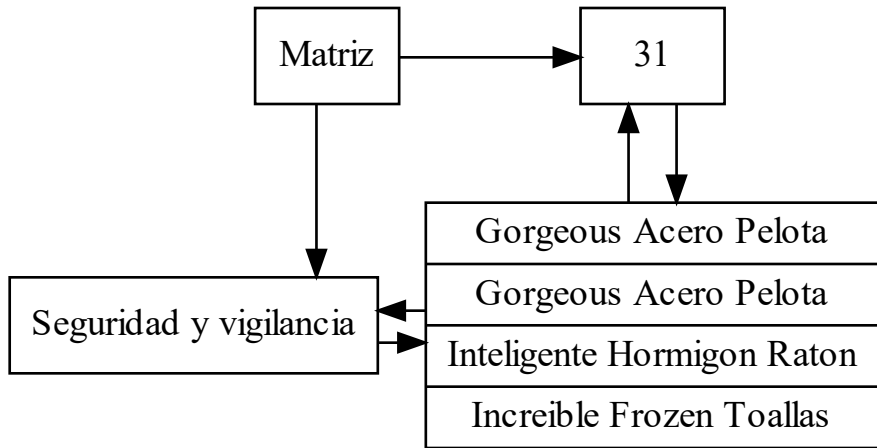 Matriz
31
Gorgeous Acero Pelota
Gorgeous Acero Pelota
Seguridad y vigilancia
Inteligente Hormigon Raton
Increible Frozen Toallas